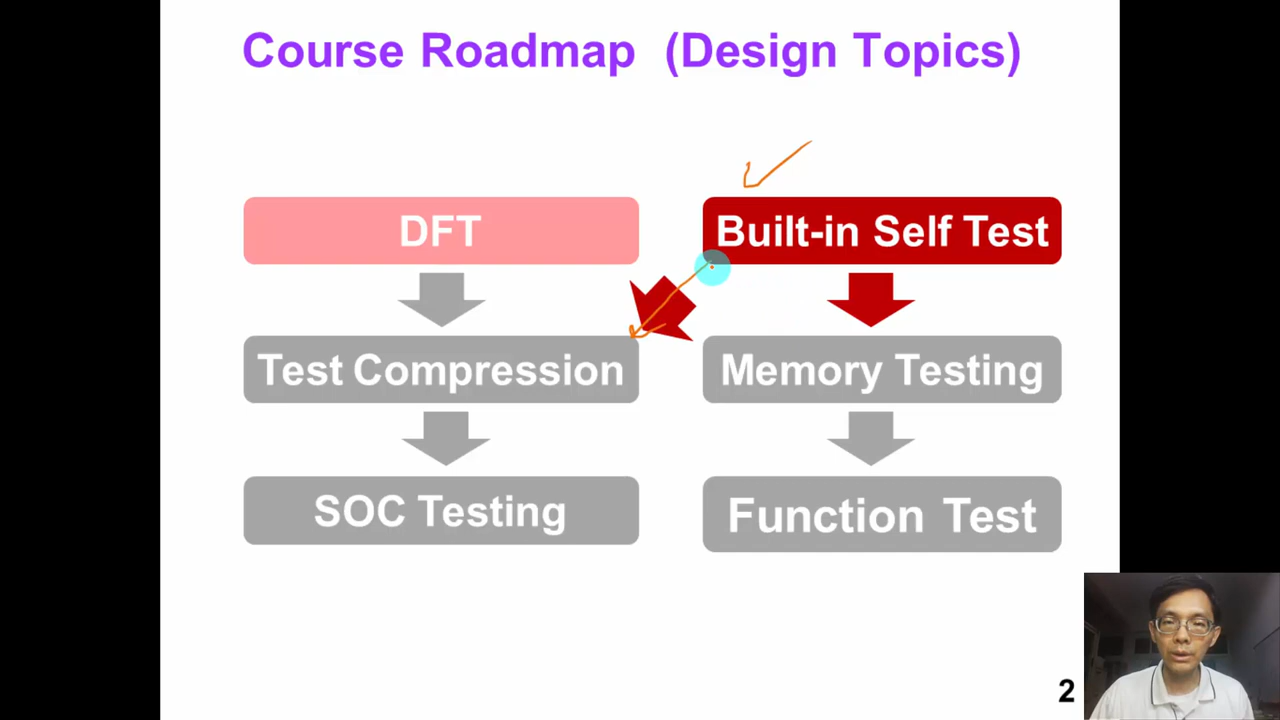 Course Roadmap (Design Topics)
DFT
Built-in Self Test
Test Compression
Memory Testing
SOC Testing
Function Test
2